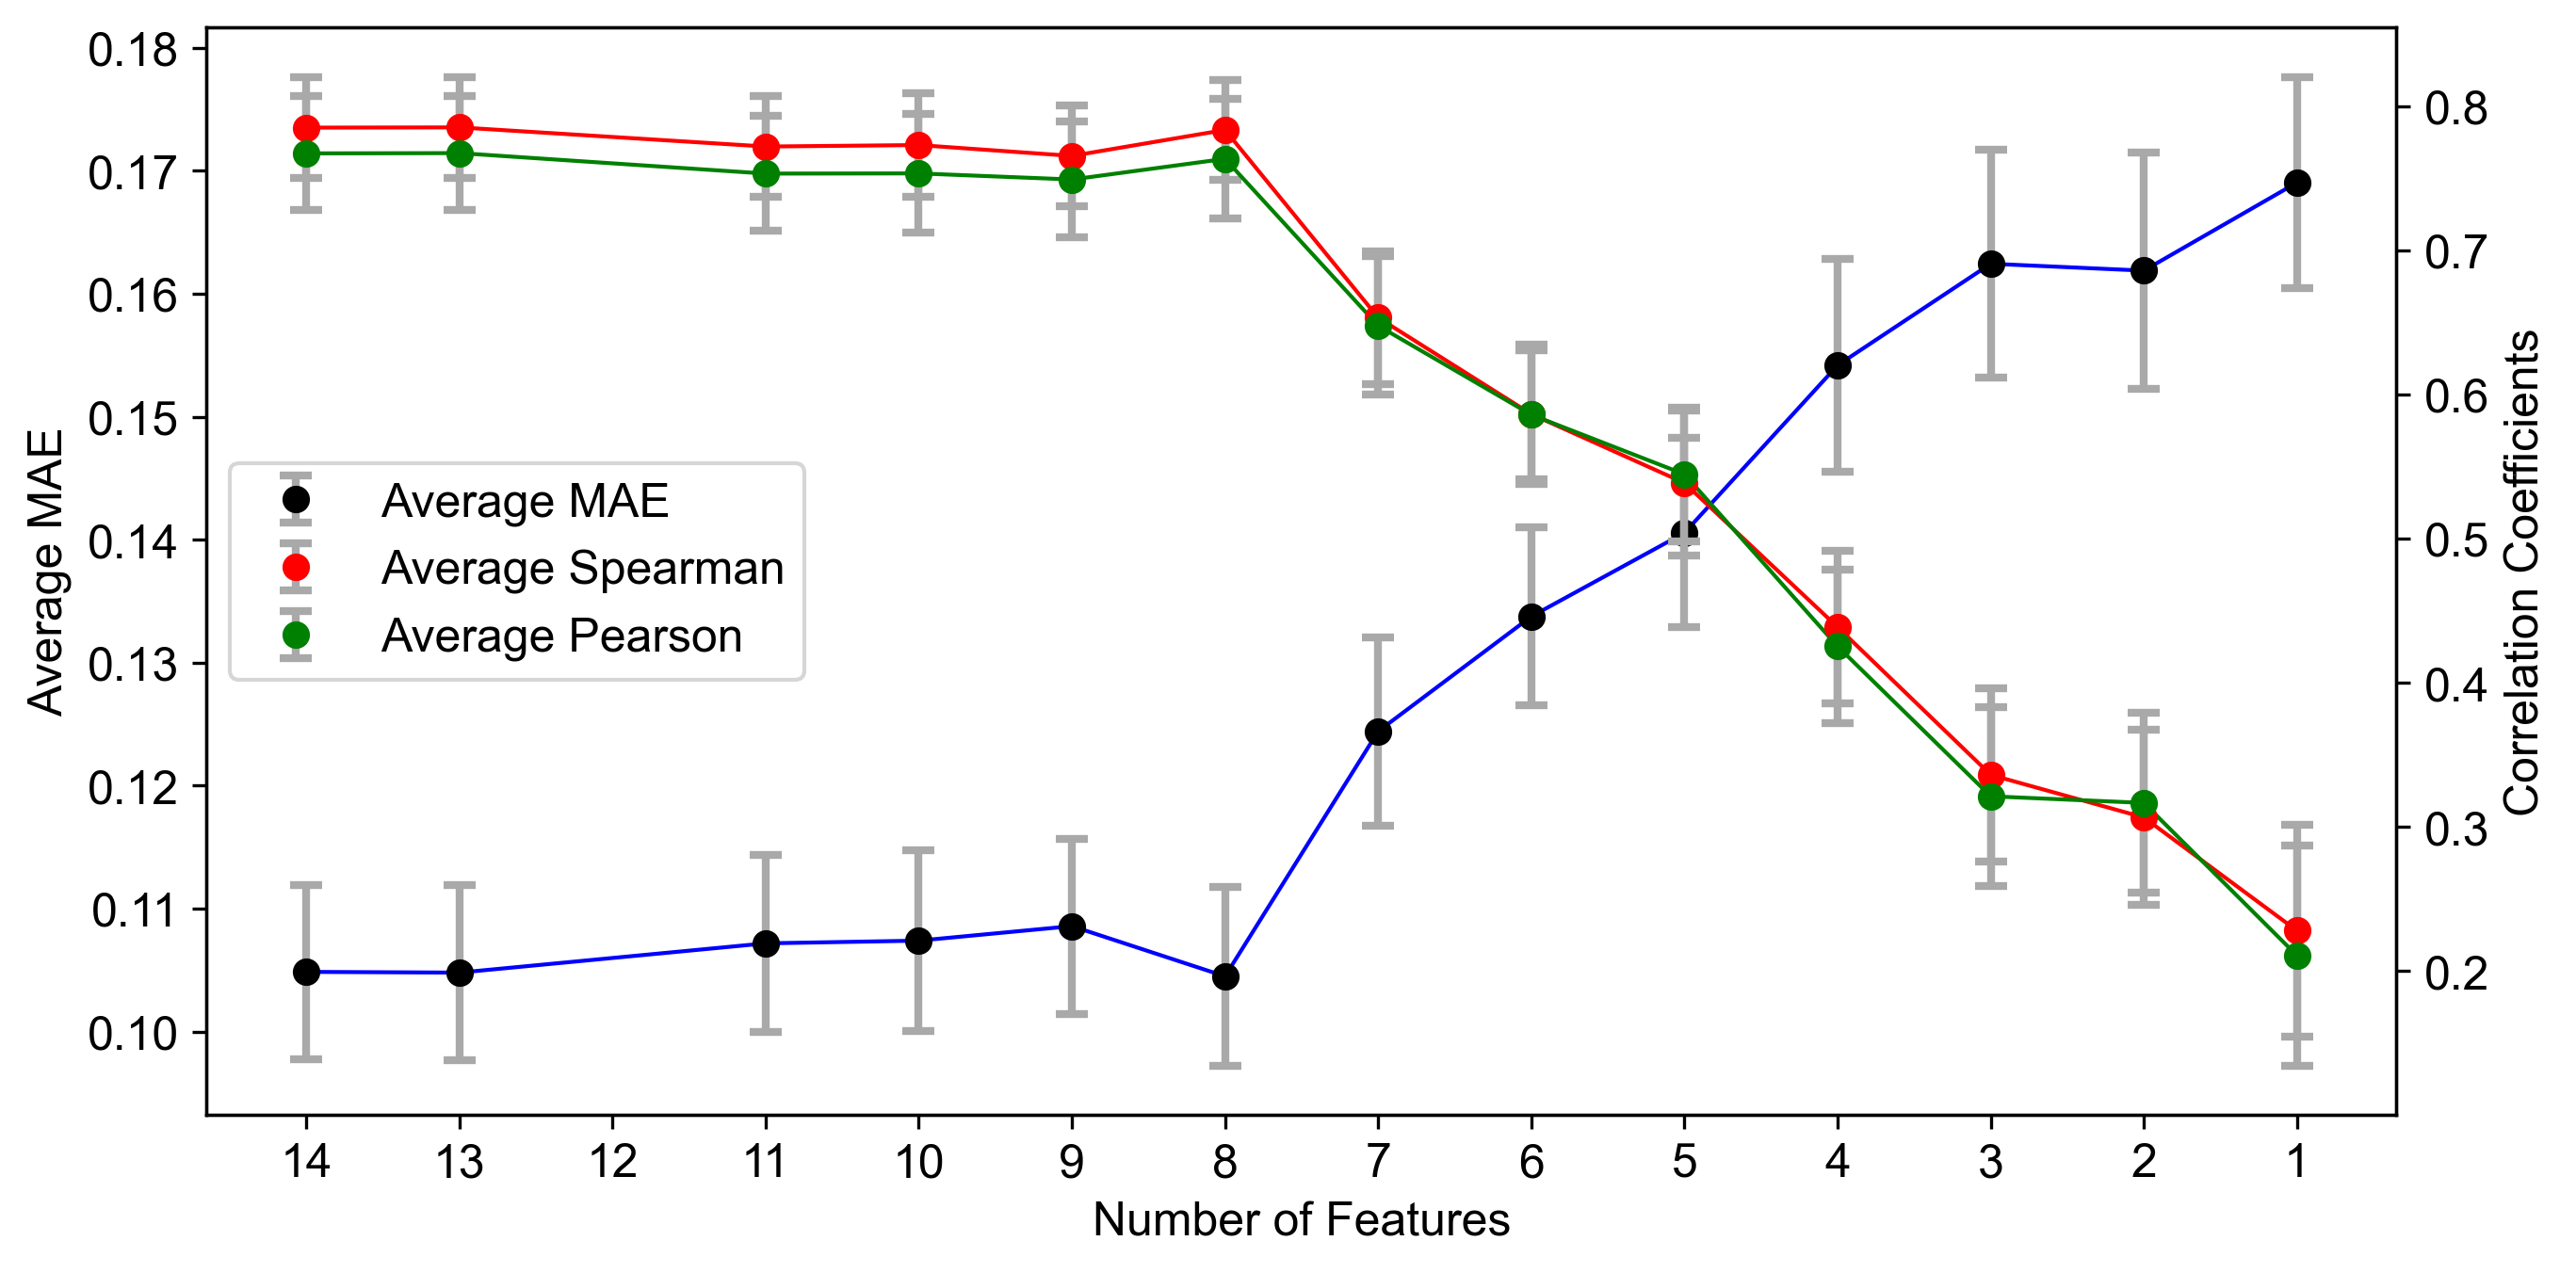 0.18
0.17
0.16
0.15
0.14
0.13
0.12
0.11
0.10
Average MAE
Average MAE
Average Spearman
Average Pearson
0.8
0.7
0.6
0.5
0.4
0.3
0.2
Correlation Coefficients
14 13 12 11 10 9 8 7 6 5 4 3 2 1
Number of Features